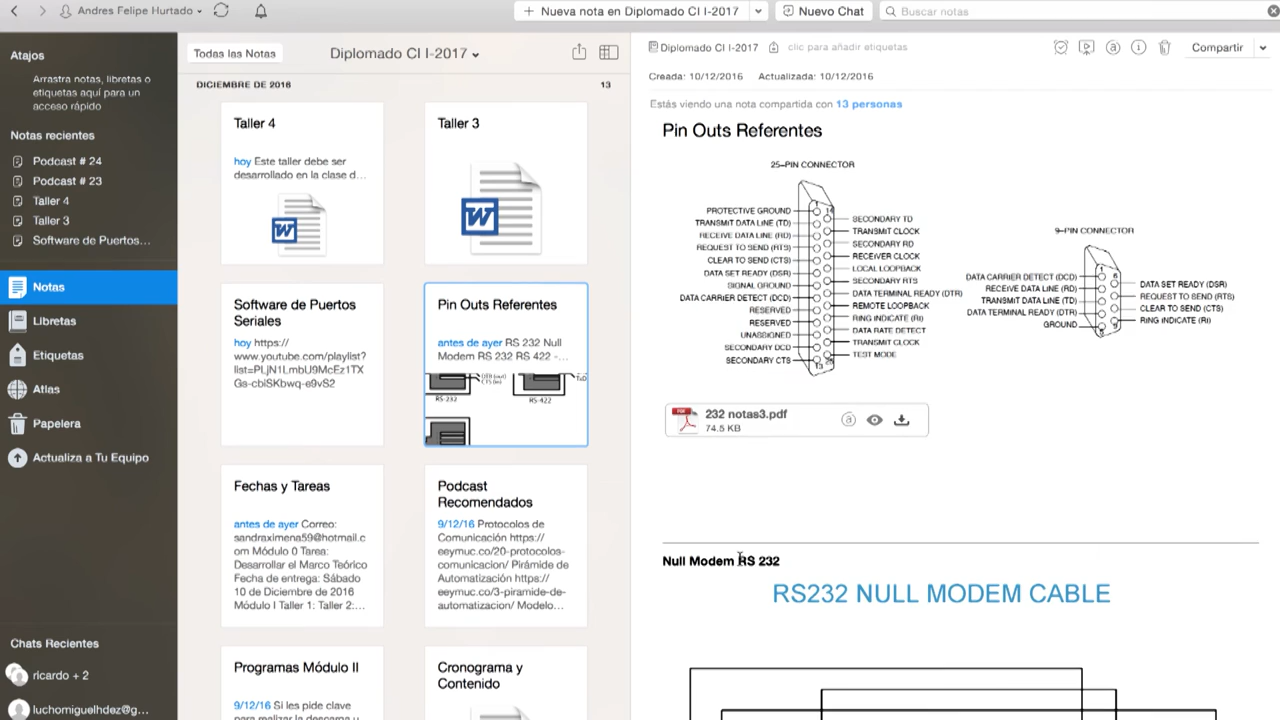 Andres Felipe Hurtado
Nueva nota en Diplomado CI I-2017
Nuevo Chat
Buscar notas
Atajos
Arrastra notas, libretas o
etiquetas aquí para un
acceso rápido
Notas recientes
Podcast # 24
Podcast # 23
Taller 4
Taller 3
Software de Puertos...
Notas
Libretas
Etiquetas
Atlas
Papelera
Actualiza a Tu Equipo
Chats Recientes
ricardo + 2
luchomiguelhdez@g...
Todas las Notas
Diplomado CI I-2017
DICIEMBRE DE 2016
13
Taller 4
hoy Este taller debe ser
desarrollado en la clase d...
Taller 3
Software de Puertos
Seriales
hoy https://
www.youtube.com/playlist?
list=PLjN1LmbU9McEz1TX
Gs-cbiSKbwq-e9vS2
Pin Outs Referentes
antes de ayer RS 232 Null
Modem RS 232 RS 422 -...
CTS (in)
TxD
RS-232
RS-422
Fechas y Tareas
antes de ayer Correo:
sandraximena59@hotmail.c
om Módulo 0 Tarea:
Desarrollar el Marco Teórico
Fecha de entrega: Sábado
10 de Diciembre de 2016
Módulo I Taller 1: Taller 2:...
Podcast
Recomendados
9/12/16 Protocolos de
Comunicación https://
eeymuc.co/20-protocolos-
comunicacion/ Pirámide de
Automatización https://
eeymuc.co/3-piramide-de-
automatizacion/ Modelo...
Programas Módulo II
9/12/16 Si les pide clave
para realizar la descarga y
Cronograma y
Contenido
Diplomado CI I-2017
clic para añadir etiquetas
Compartir
Creada: 10/12/2016
Actualizada: 10/12/2016
Estás viendo una nota compartida con 13 personas
Pin Outs Referentes
25-PIN CONNECTOR
1
14
PROTECTIVE GROUND
TRANSMIT DATA LINE (TD)
RECEIVE DATA LINE (RD)
REQUEST TO SEND (RTS)
CLEAR TO SEND (CTS)
DATA SET READY (DSR)
SIGNAL GROUND
DATA CARRIER DETECT (DCD)
RESERVED
RESERVED
UNASSIGNED
SECONDARY DCD
SECONDARY CTS
SECONDARY TD
TRANSMIT CLOCK
SECONDARY RD
RECEIVER CLOCK
LOCAL LOOPBACK
SECONDARY RTS
DATA TERMINAL READY (DTR)
REMOTE LOOPBACK
RING INDICATE (RI)
DATA RATE DETECT
TRANSMIT CLOCK
TEST MODE
13
25
9-PIN CONNECTOR
1
6
DATA CARRIER DETECT (DCD)
RECEIVE DATA LINE (RD)
TRANSMIT DATA LINE (TD)
DATA TERMINAL READY (DTR)
GROUND
DATA SET READY (DSR)
REQUEST TO SEND (RTS)
CLEAR TO SEND (CTS)
RING INDICATE (RI)
5
9
232 notas3.pdf
74.5 KB
Null Modem RS 232
RS232 NULL MODEM CABLE